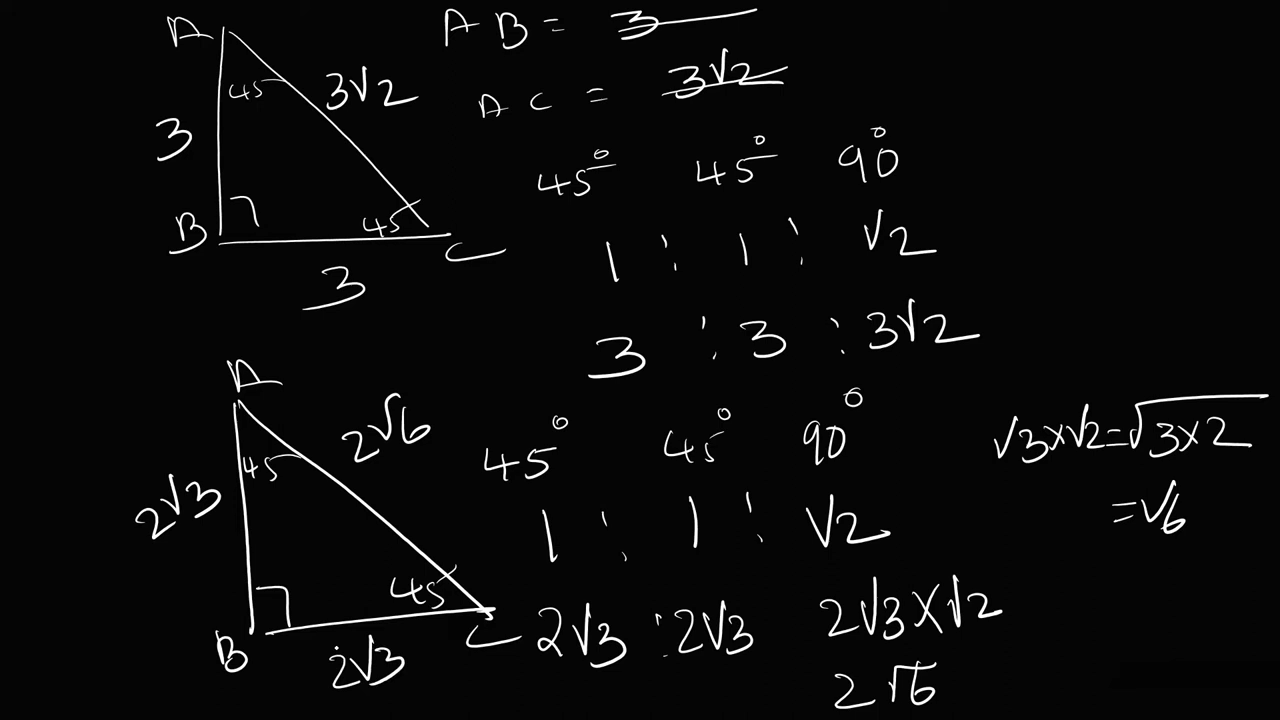 A
AB = 3
45
3√2
AC = 3√2
3
45° 45° 90°
B
45
C
1 : 1 : √2
3
3 : 3 : 3√2
A
2√6
45° 45° 90°
√3×√2=√3×2
45
2√3
1 : 1 : √2
=√6
45
B
C
2√3 : 2√3
2√3×√2
2√3
2√6